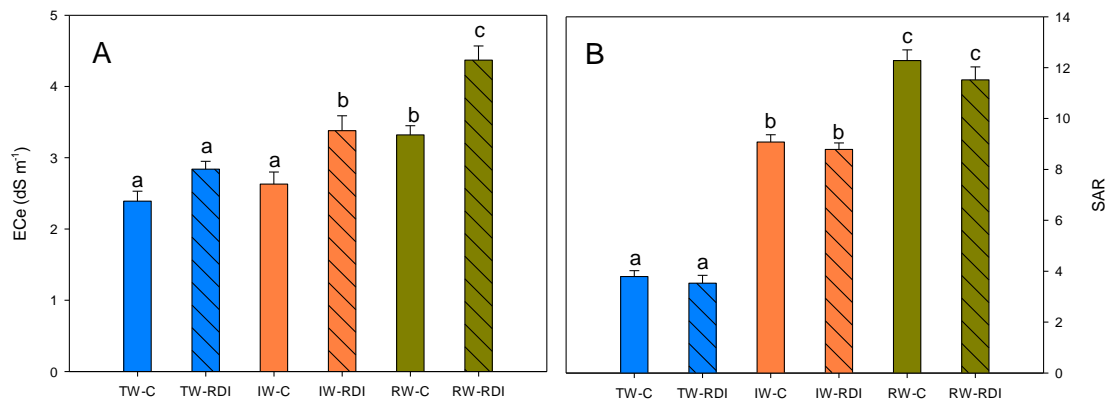 A
ECe (dS m⁻¹)
5
4
3
2
1
0
a
a
a
b
b
c
TW-C TW-RDI IW-C IW-RDI RW-C RW-RDI
B
a
a
b
b
c
c
14
12
10
8
6
4
2
0
SAR
TW-C TW-RDI IW-C IW-RDI RW-C RW-RDI